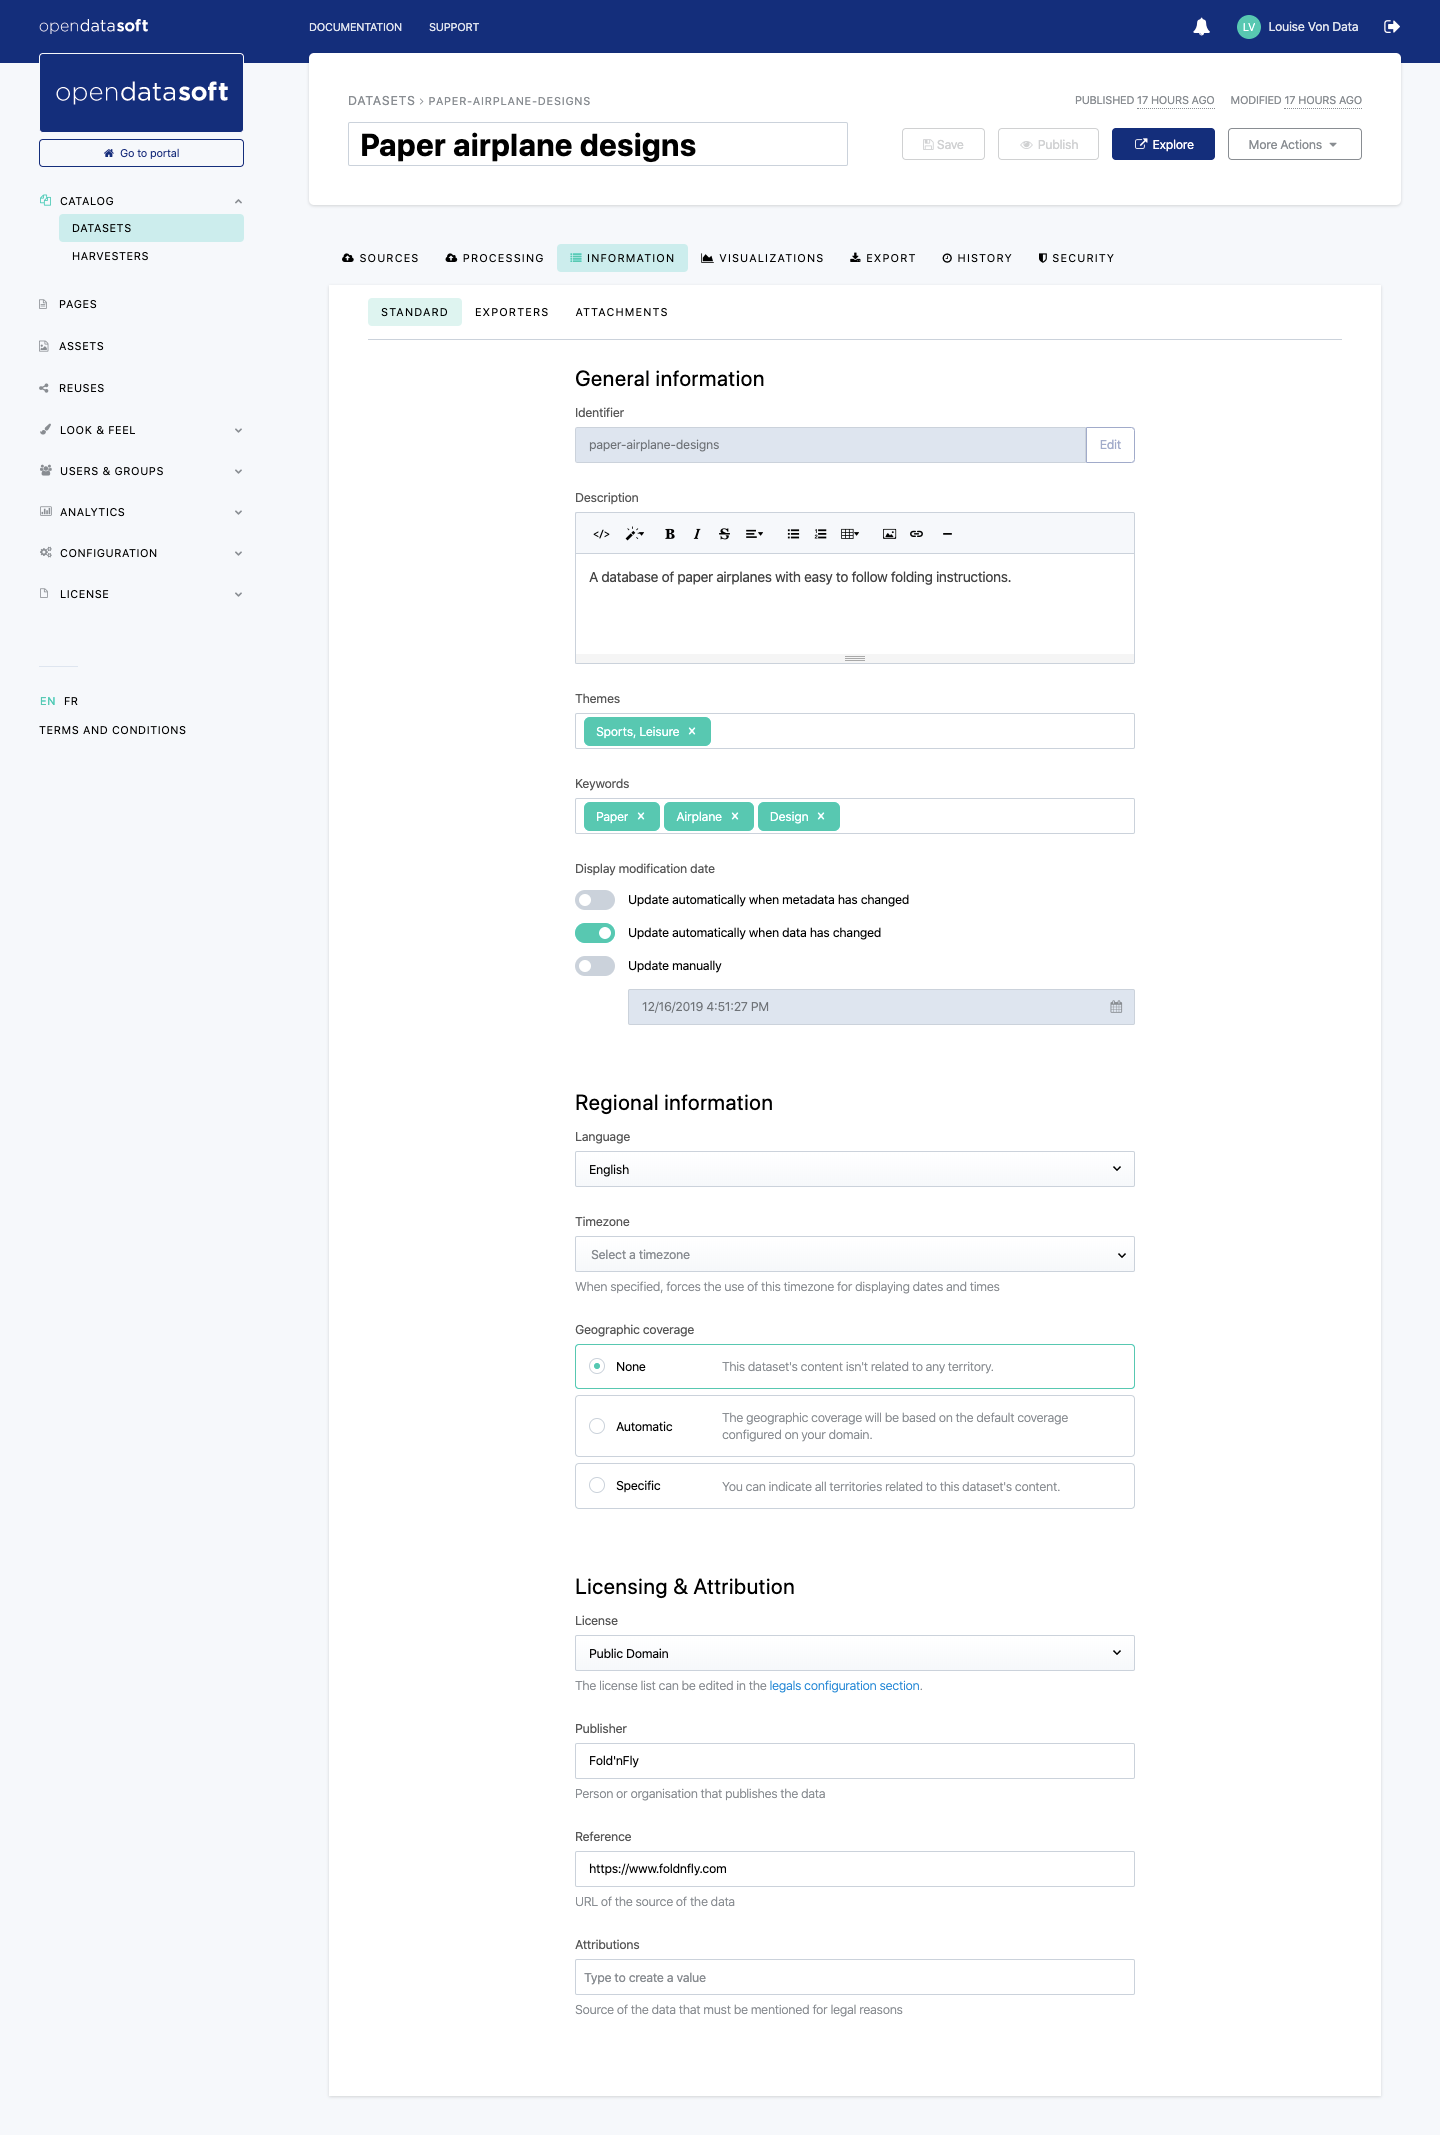 opendatasoft
DOCUMENTATION
SUPPORT
LV
Louise Von Data
opendatasoft
Go to portal
CATALOG
DATASETS
HARVESTERS
PAGES
ASSETS
REUSES
LOOK & FEEL
USERS & GROUPS
ANALYTICS
CONFIGURATION
LICENSE
EN FR
TERMS AND CONDITIONS
DATASETS › PAPER-AIRPLANE-DESIGNS
PUBLISHED 17 HOURS AGO
MODIFIED 17 HOURS AGO
Paper airplane designs
Save
Publish
Explore
More Actions
SOURCES
PROCESSING
INFORMATION
VISUALIZATIONS
EXPORT
HISTORY
SECURITY
STANDARD
EXPORTERS
ATTACHMENTS
General information
Identifier
paper-airplane-designs
Edit
Description
</>
B
I
S
A database of paper airplanes with easy to follow folding instructions.
Themes
Sports, Leisure x
Keywords
Paper x
Airplane x
Design x
Display modification date
Update automatically when metadata has changed
Update automatically when data has changed
Update manually
12/16/2019 4:51:27 PM
Regional information
Language
English
Timezone
Select a timezone
When specified, forces the use of this timezone for displaying dates and times
Geographic coverage
None
This dataset's content isn't related to any territory.
Automatic
The geographic coverage will be based on the default coverage
configured on your domain.
Specific
You can indicate all territories related to this dataset's content.
Licensing & Attribution
License
Public Domain
The license list can be edited in the legals configuration section.
Publisher
Fold'nFly
Person or organisation that publishes the data
Reference
https://www.foldnfly.com
URL of the source of the data
Attributions
Type to create a value
Source of the data that must be mentioned for legal reasons